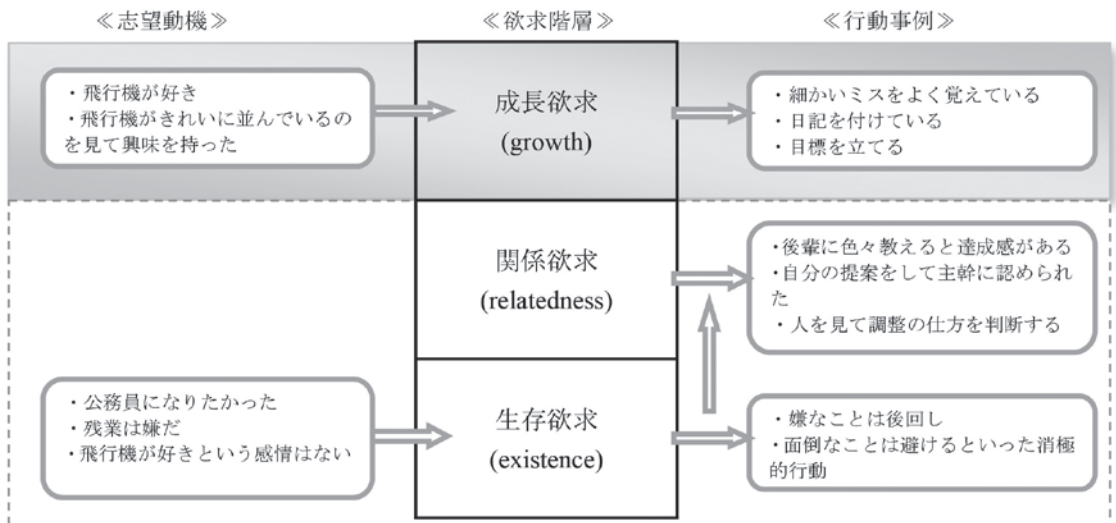 ≪志望動機≫ ≪欲求階層≫ ≪行動事例≫
・飛行機が好き
・飛行機がきれいに並んでいるの
を見て興味を持った
成長欲求
(growth)
・細かいミスをよく覚えている
・日記を付けている
・目標を立てる
関係欲求
(relatedness)
・後輩に色々教えると達成感がある
・自分の提案をして主幹に認められ
た
・人を見て調整の仕方を判断する
・公務員になりたかった
・残業は嫌だ
・飛行機が好きという感情はない
生存欲求
(existence)
・嫌なことは後回し
・面倒なことは避けるといった消極
的行動